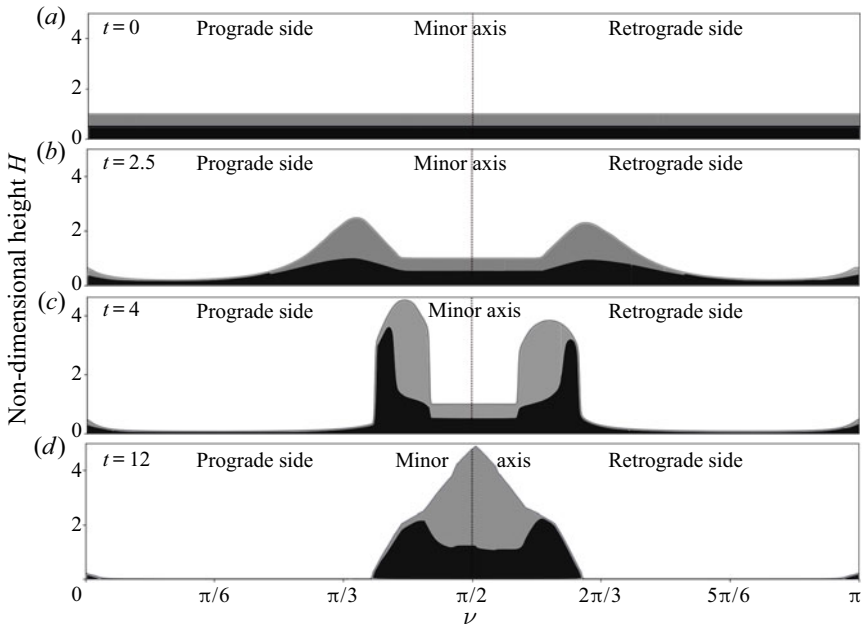 (a)
t = 0
Prograde side
Minor axis
Retrograde side
4
2
0
(b)
t = 2.5
Prograde side
Minor axis
Retrograde side
4
2
0
(c)
t = 4
Prograde side
Minor axis
Retrograde side
4
2
0
(d)
t = 12
Prograde side
Minor axis
Retrograde side
4
2
0
π/6
π/3
π/2
2π/3
5π/6
π
ν
Non-dimensional height H